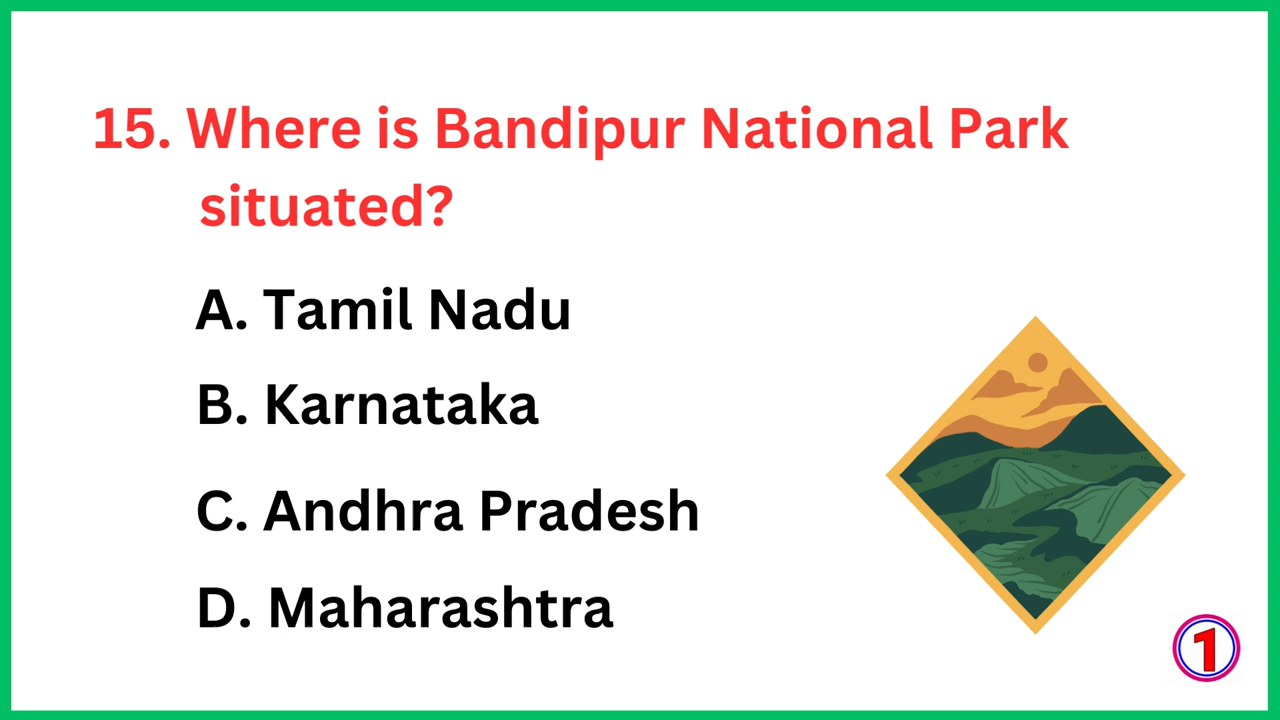 15. Where is Bandipur National Park
situated?
A. Tamil Nadu
B. Karnataka
C. Andhra Pradesh
D. Maharashtra
1